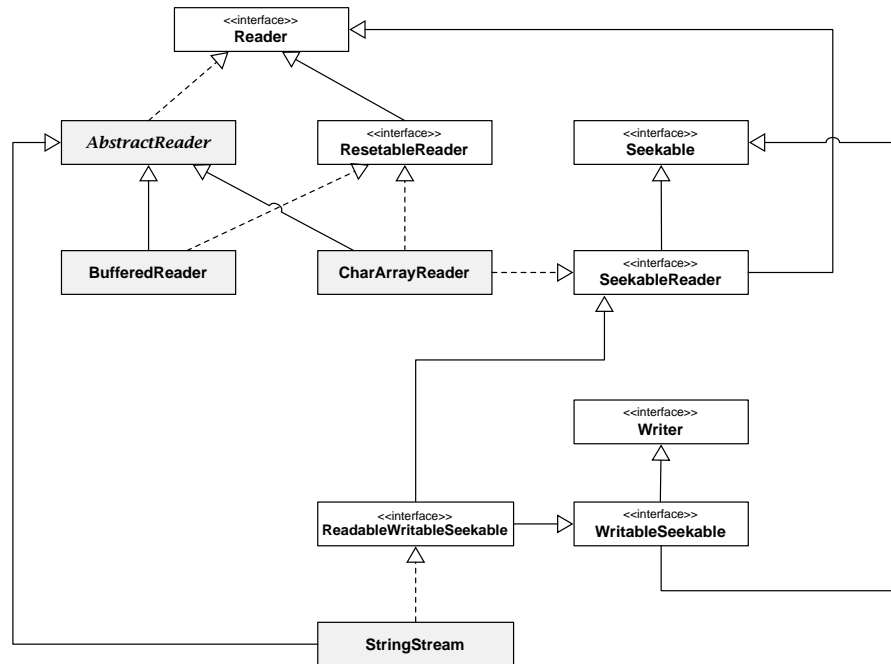 <<interface>>
Reader
AbstractReader
<<interface>>
ResetableReader
<<interface>>
Seekable
BufferedReader
CharArrayReader
<<interface>>
SeekableReader
<<interface>>
Writer
<<interface>>
ReadableWritableSeekable
<<interface>>
WritableSeekable
StringStream